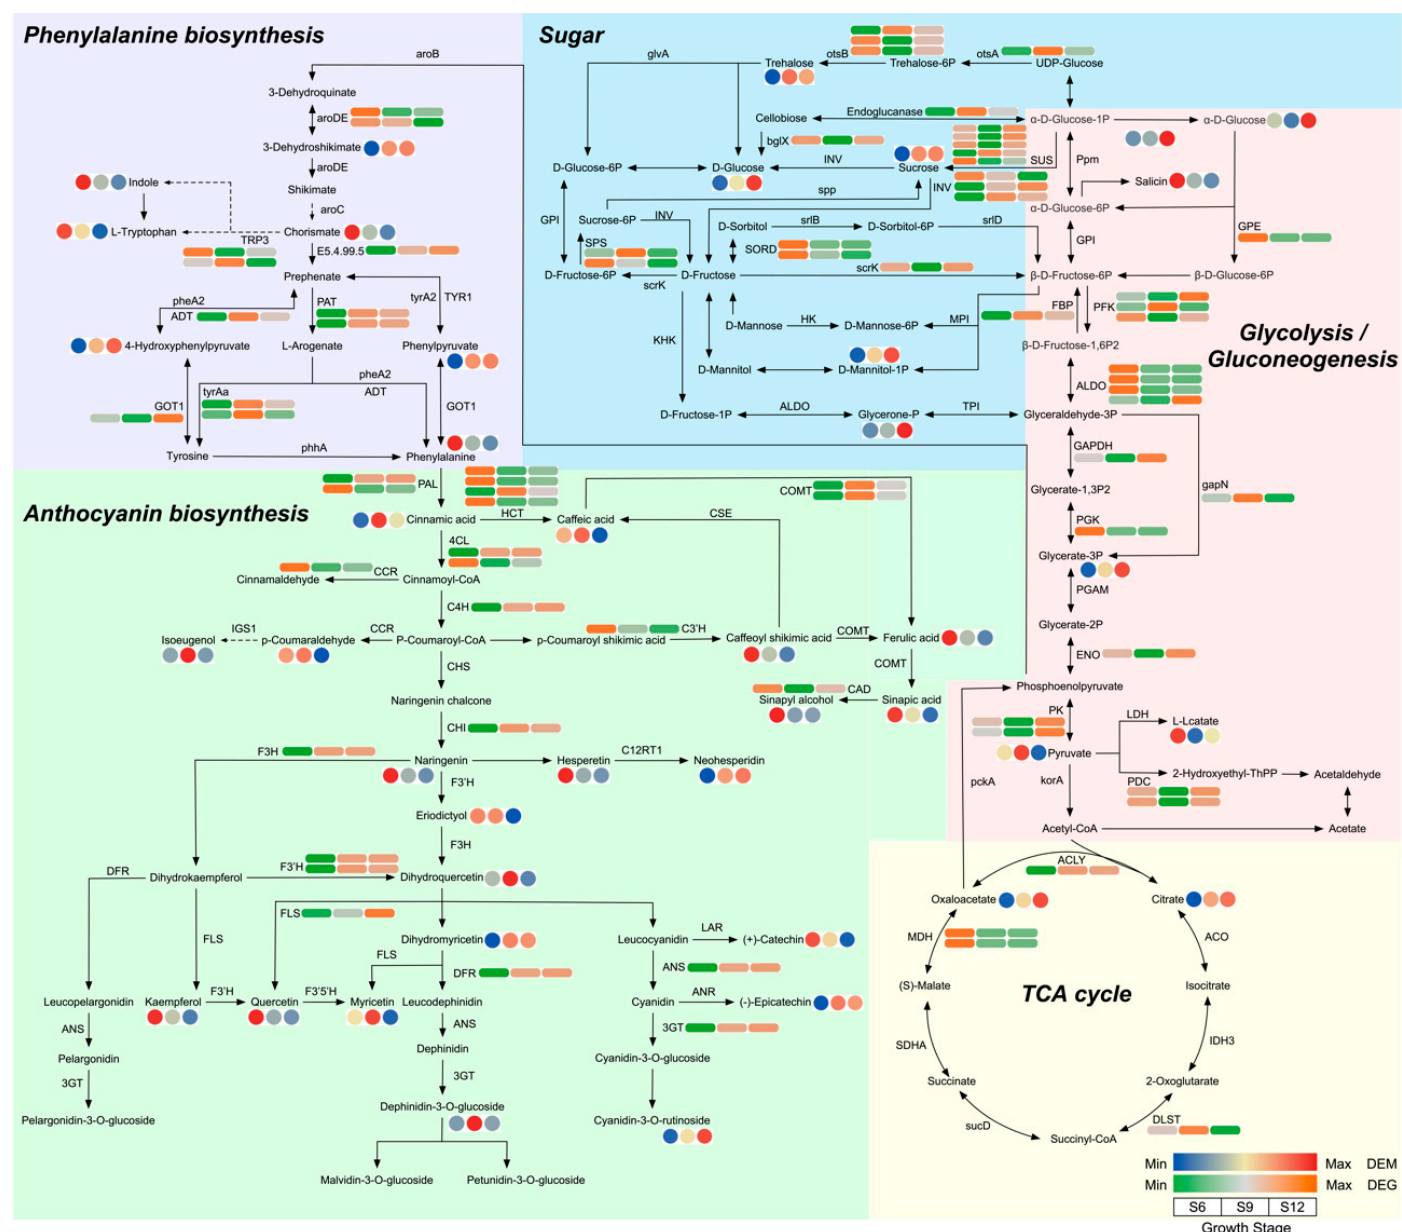 Phenylalanine biosynthesis
aroB
3-Dehydroquinate
aroDE
3-Dehydroshikimate
aroDE
Shikimate
aroC
Indole
L-Tryptophan
Chorismate
TRP3
E5.4.99.5
Prephenate
pheA2
ADT
PAT
tyrA2
TYR1
4-Hydroxyphenylpyruvate
L-Arogenate
Phenylpyruvate
pheA2
ADT
tyrAa
GOT1
GOT1
phhA
Tyrosine
Phenylalanine
Sugar
glvA
Trehalose
otsB
Trehalose-6P
otsA
UDP-Glucose
Cellobiose
Endoglucanase
α-D-Glucose-1P
α-D-Glucose
bglX
D-Glucose-6P
D-Glucose
INV
Sucrose
SUS
Ppm
INV
Salicin
spp
α-D-Glucose-6P
GPI
Sucrose-6P
INV
D-Sorbitol
srlB
D-Sorbitol-6P
srlD
SPS
SORD
GPI
GPE
D-Fructose-6P
scrK
D-Fructose
scrK
β-D-Fructose-6P
β-D-Glucose-6P
FBP
PFK
D-Mannose
HK
D-Mannose-6P
MPI
KHK
D-Mannitol
D-Mannitol-1P
β-D-Fructose-1,6P2
Glycolysis /
Gluconeogenesis
ALDO
D-Fructose-1P
ALDO
Glycerone-P
TPI
Glyceraldehyde-3P
GAPDH
gapN
Glycerate-1,3P2
PGK
Glycerate-3P
PGAM
Glycerate-2P
ENO
Phosphoenolpyruvate
PK
LDH
L-Lcatate
Pyruvate
pckA
korA
2-Hydroxyethyl-ThPP
Acetaldehyde
PDC
Acetyl-CoA
Acetate
Anthocyanin biosynthesis
PAL
Cinnamic acid
HCT
Caffeic acid
CSE
COMT
4CL
Cinnamaldehyde
CCR
Cinnamoyl-CoA
C4H
Isoeugenol
IGS1
p-Coumaraldehyde
CCR
P-Coumaroyl-CoA
p-Coumaroyl shikimic acid
C3'H
Caffeoyl shikimic acid
COMT
Ferulic acid
CHS
COMT
Naringenin chalcone
Sinapyl alcohol
CAD
Sinapic acid
CHI
F3H
Naringenin
Hesperetin
C12RT1
Neohesperidin
F3'H
Eriodictyol
F3H
DFR
Dihydrokaempferol
F3'H
Dihydroquercetin
FLS
FLS
Dihydromyricetin
Leucocyanidin
LAR
(+)-Catechin
FLS
DFR
ANS
Leucopelargonidin
Kaempferol
F3'H
Quercetin
F3'5'H
Myricetin
Leucodephinidin
Cyanidin
ANR
(-)-Epicatechin
ANS
ANS
3GT
Pelargonidin
Dephinidin
Cyanidin-3-O-glucoside
3GT
3GT
Pelargonidin-3-O-glucoside
Dephinidin-3-O-glucoside
Cyanidin-3-O-rutinoside
Malvidin-3-O-glucoside
Petunidin-3-O-glucoside
ACLY
Oxaloacetate
Citrate
MDH
ACO
(S)-Malate
TCA cycle
Isocitrate
SDHA
IDH3
Succinate
2-Oxoglutarate
sucD
DLST
Succinyl-CoA
Min
Max
DEM
Min
Max
DEG
S6
S9
S12
Growth Stage